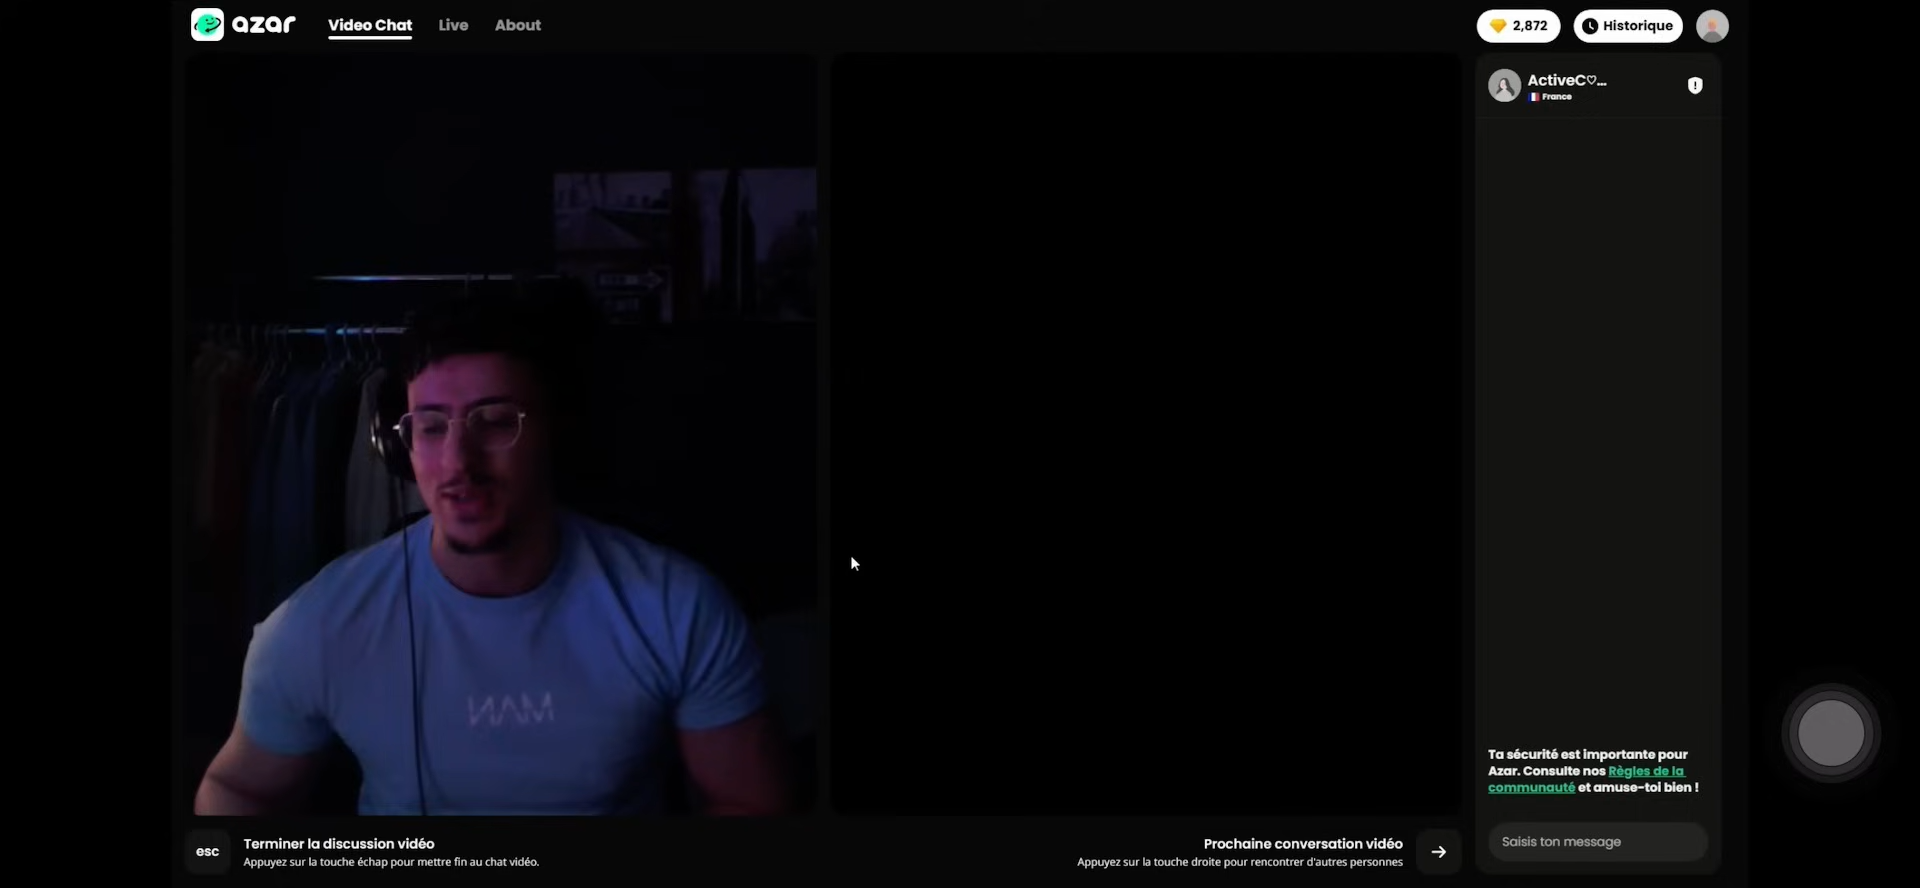 azar
Video Chat
Live
About
2,872
Historique
ActiveC♡...
France
NAM
Ta sécurité est importante pour
Azar. Consulte nos Règles de la
communauté et amuse-toi bien !
Saisis ton message
esc
Terminer la discussion vidéo
Appuyez sur la touche échap pour mettre fin au chat vidéo.
Prochaine conversation vidéo
Appuyez sur la touche droite pour rencontrer d'autres personnes